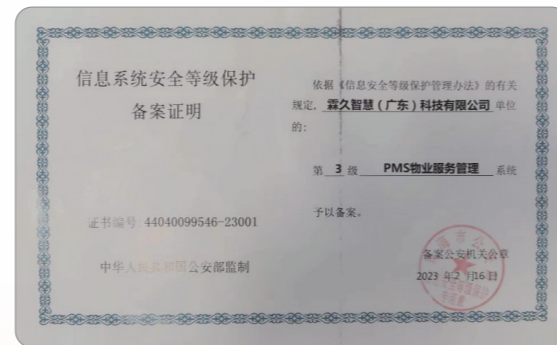 信息系统安全等级保护
备案证明
证书编号 44040099546-23001
中华人民共和国公安部监制
依据《信息安全等级保护管理办法》的有关
规定，霖久智慧（广东）科技有限公司 单位
的：
第 3 级 PMS物业服务管理 系统
予以备案。
备案公安机关公章
2023 年2 月16 日